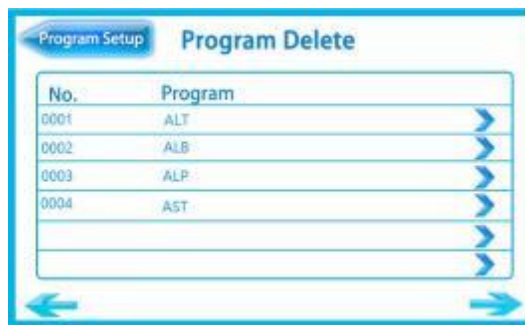 Program Setup Program Delete
No. Program
0001 ALT
0002 ALB
0003 ALP
0004 AST